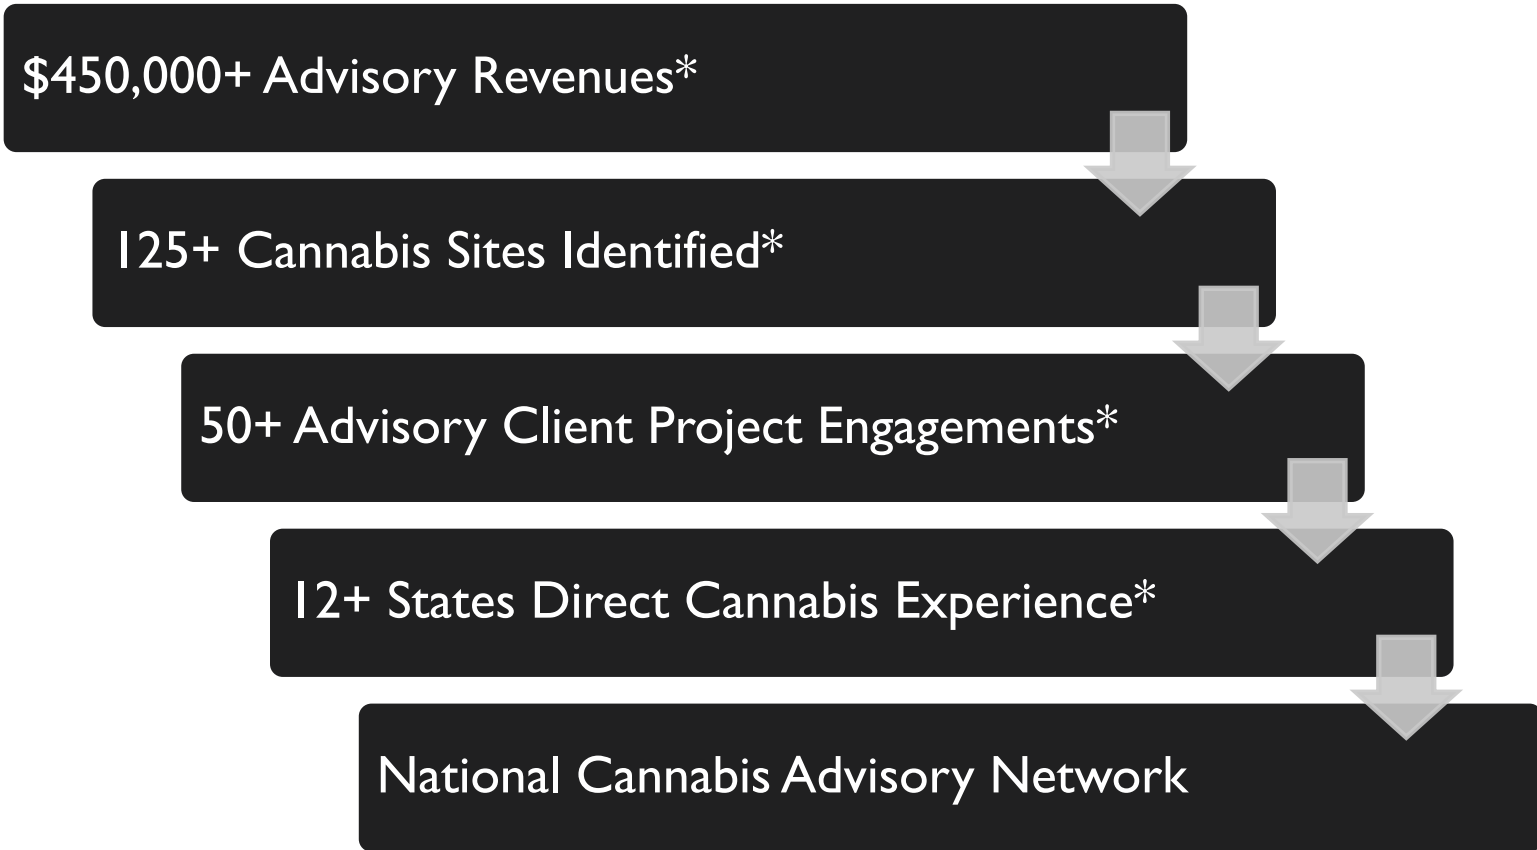 $450,000+ Advisory Revenues*
125+ Cannabis Sites Identified*
50+ Advisory Client Project Engagements*
12+ States Direct Cannabis Experience*
National Cannabis Advisory Network